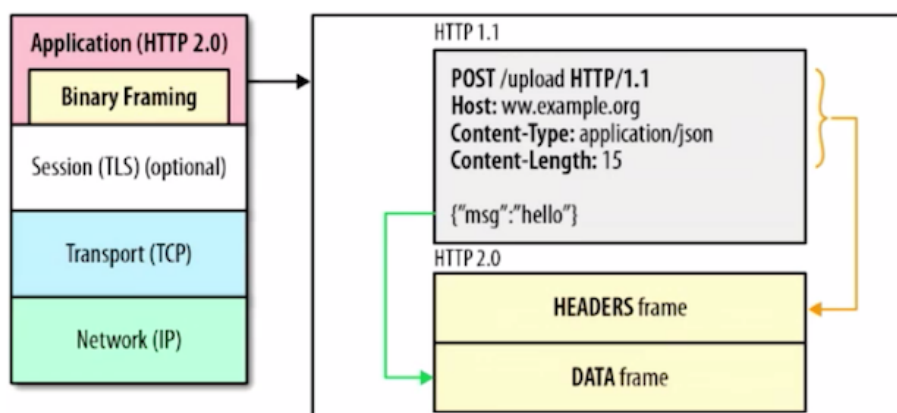 Application (HTTP 2.0)
Binary Framing
Session (TLS) (optional)
Transport (TCP)
Network (IP)
HTTP 1.1
POST /upload HTTP/1.1
Host: ww.example.org
Content-Type: application/json
Content-Length: 15
{"msg":"hello"}
HTTP 2.0
HEADERS frame
DATA frame